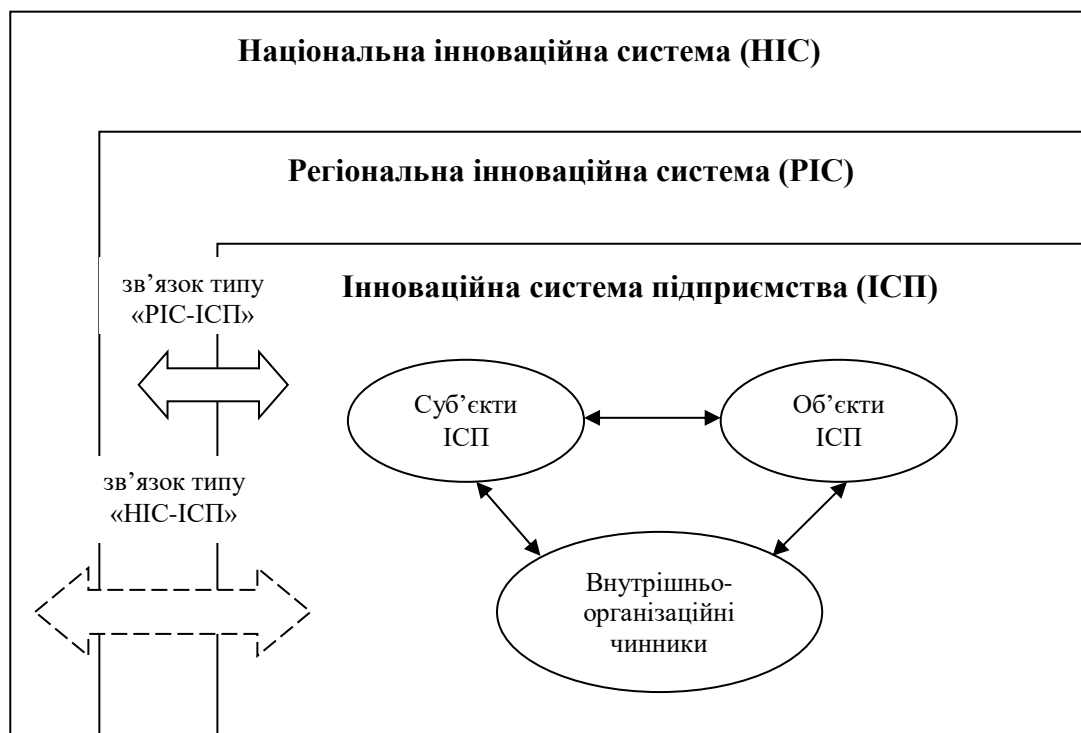 Національна інноваційна система (НІС)
Регіональна інноваційна система (РІС)
зв’язок типу
«РІС-ІСП»
Інноваційна система підприємства (ІСП)
Суб’єкти
ІСП
Об’єкти
ІСП
зв’язок типу
«НІС-ІСП»
Внутрішньо-
організаційні
чинники